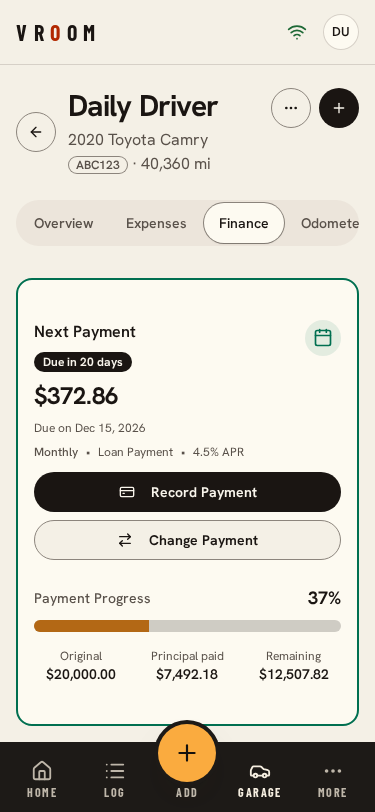 VROOM
DU
Daily Driver
2020 Toyota Camry
ABC123 · 40,360 mi
Overview Expenses Finance Odomete
Next Payment
Due in 20 days
$372.86
Due on Dec 15, 2026
Monthly • Loan Payment • 4.5% APR
Record Payment
Change Payment
Payment Progress 37%
Original Principal paid Remaining
$20,000.00 $7,492.18 $12,507.82
HOME LOG ADD GARAGE MORE